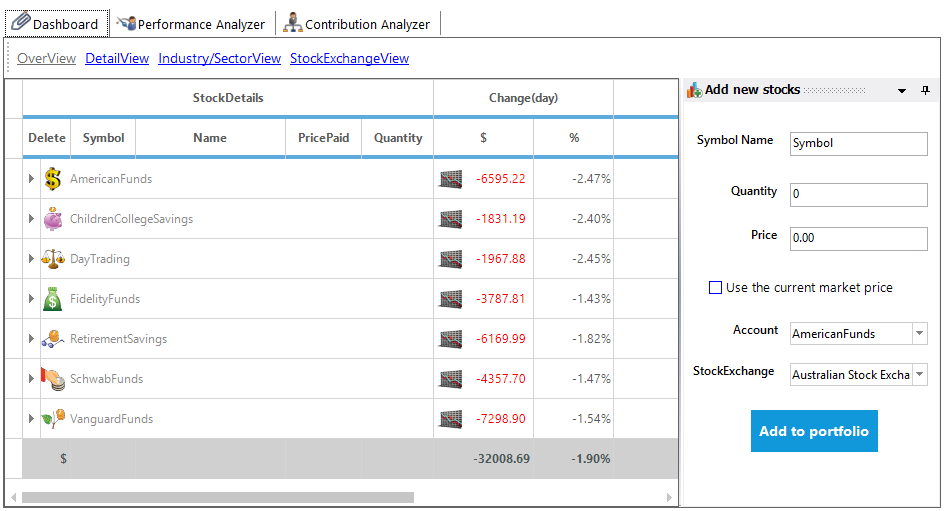 Dashboard Performance Analyzer Contribution Analyzer
OverView DetailView Industry/SectorView StockExchangeView
StockDetails Change(day)
Delete Symbol Name PricePaid Quantity $ %
AmericanFunds -6595.22 -2.47%
ChildrenCollegeSavings -1831.19 -2.40%
DayTrading -1967.88 -2.45%
FidelityFunds -3787.81 -1.43%
RetirementSavings -6169.99 -1.82%
SchwabFunds -4357.70 -1.47%
VanguardFunds -7298.90 -1.54%
$ -32008.69 -1.90%
Add new stocks
Symbol Name Symbol
Quantity 0
Price 0.00
Use the current market price
Account AmericanFunds
StockExchange Australian Stock Excha
Add to portfolio